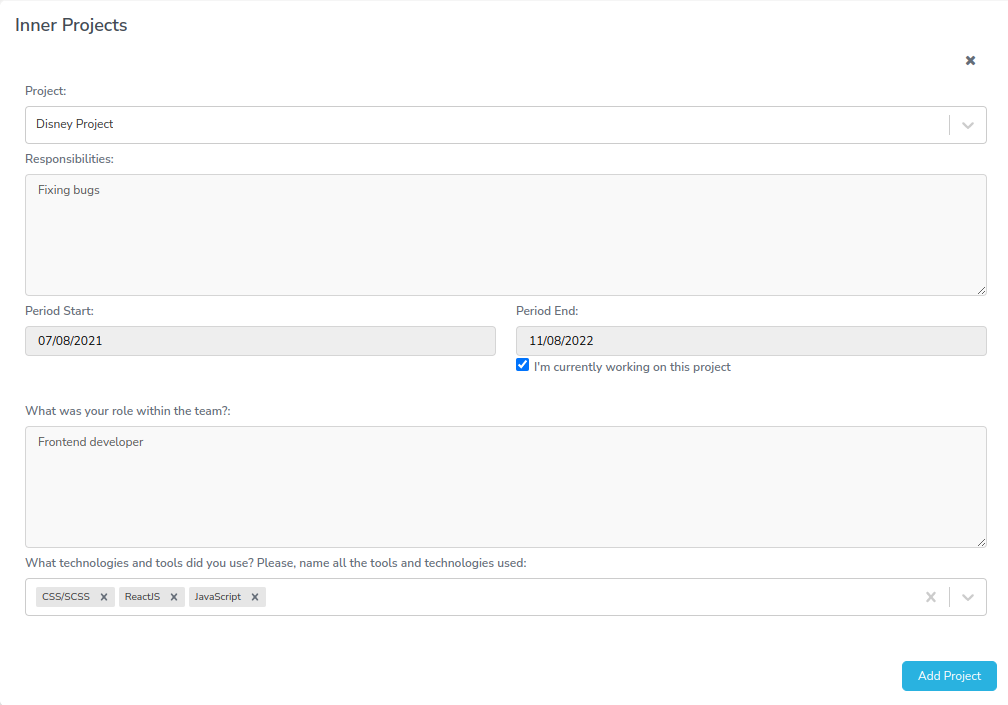 Inner Projects
Project:
Disney Project
Responsibilities:
Fixing bugs
Period Start:
Period End:
07/08/2021
11/08/2022
I'm currently working on this project
What was your role within the team?:
Frontend developer
What technologies and tools did you use? Please, name all the tools and technologies used:
CSS/SCSS ReactJS JavaScript
Add Project